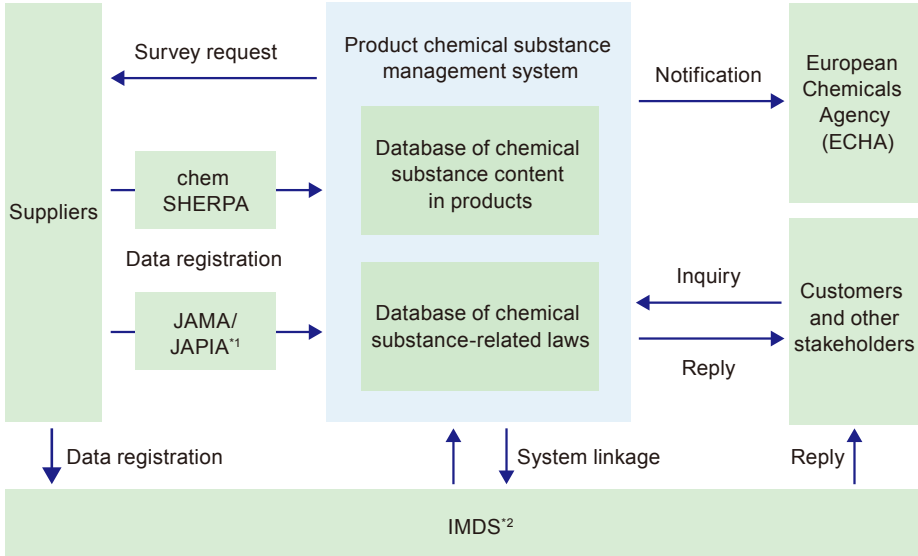 Survey request
Product chemical substance
management system
Notification
European
Chemicals
Agency
(ECHA)
Suppliers
chem
SHERPA
Database of chemical
substance content
in products
Data registration
JAMA/
JAPIA*1
Database of chemical
substance-related laws
Inquiry
Reply
Customers
and other
stakeholders
Data registration
System linkage
Reply
IMDS*2